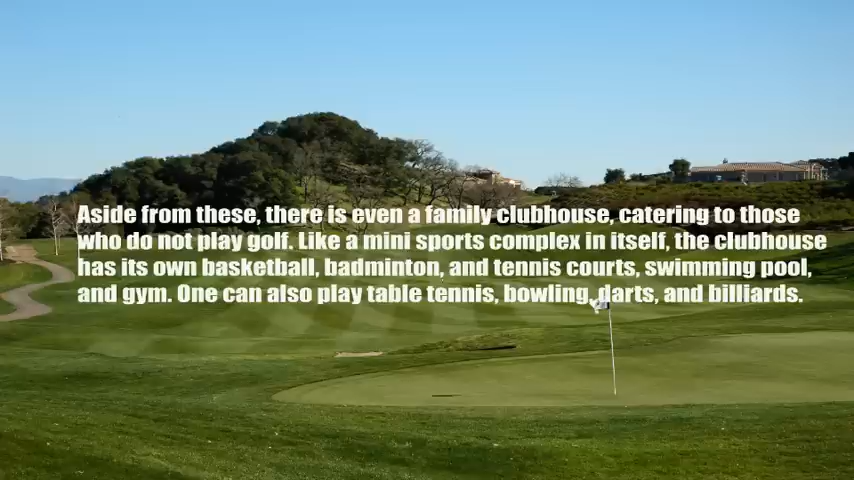 Aside from these, there is even a family clubhouse, catering to those
who do not play golf. Like a mini sports complex in itself, the clubhouse
has its own basketball, badminton, and tennis courts, swimming pool,
and gym. One can also play table tennis, bowling, darts, and billiards.